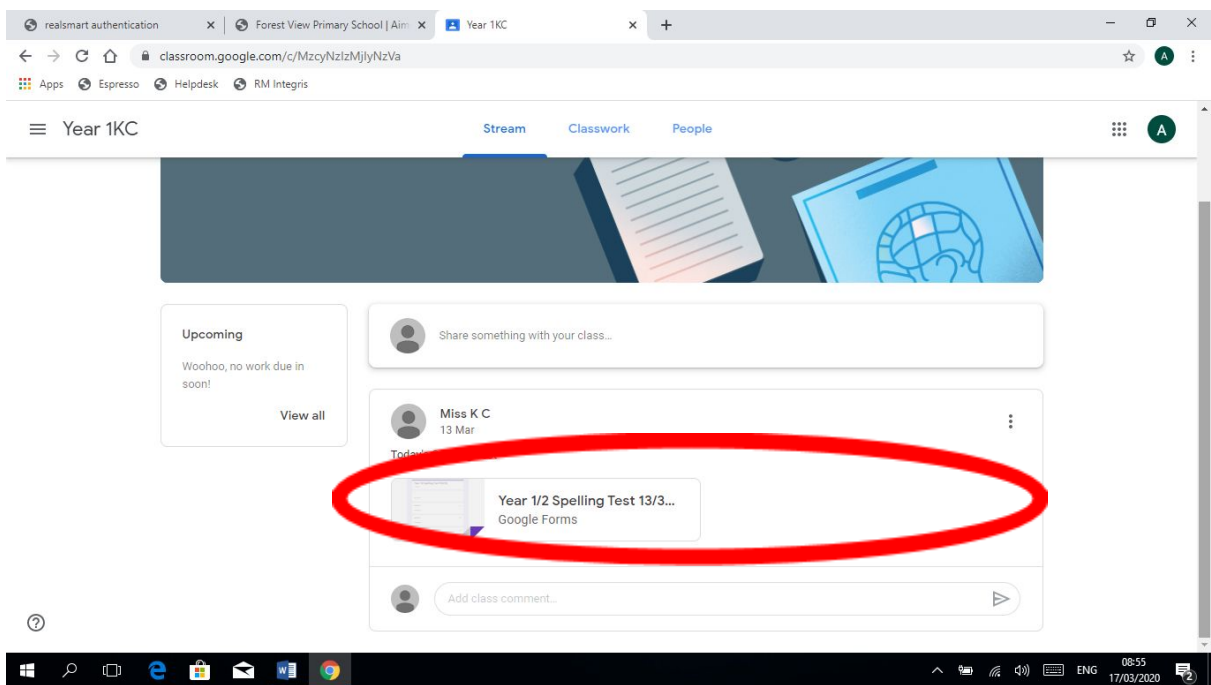 realsmart authentication
Forest View Primary School | Aim
Year 1KC
classroom.google.com/c/MzcyNzIzMjIyNzVa
Apps
Espresso
Helpdesk
RM Integris
Year 1KC
Stream
Classwork
People
A
A
Upcoming
Woohoo, no work due in
soon!
View all
Share something with your class...
Miss K C
13 Mar
Year 1/2 Spelling Test 13/3...
Google Forms
Add class comment...
ENG
08:55
17/03/2020
2